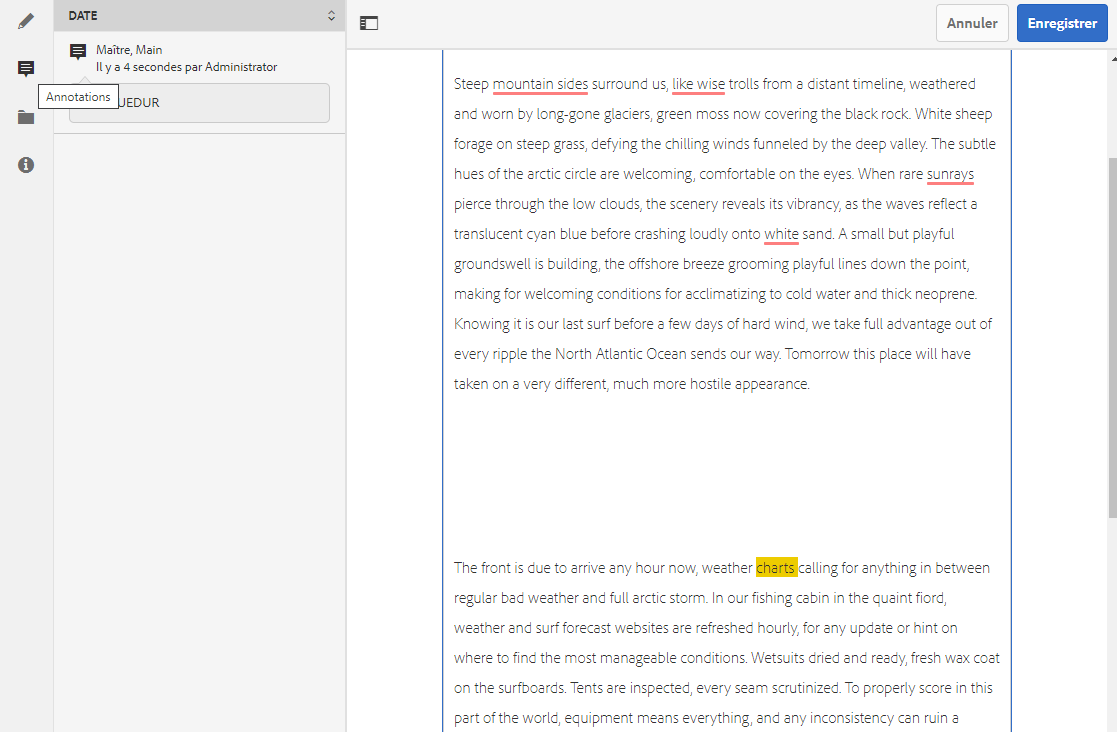 DATE
Annuler
Enregistrer
Maître, Main
Il y a 4 secondes par Administrator
Annotations
UEDUR
Steep mountain sides surround us, like wise trolls from a distant timeline, weathered
and worn by long-gone glaciers, green moss now covering the black rock. White sheep
forage on steep grass, defying the chilling winds funneled by the deep valley. The subtle
hues of the arctic circle are welcoming, comfortable on the eyes. When rare sunrays
pierce through the low clouds, the scenery reveals its vibrancy, as the waves reflect a
translucent cyan blue before crashing loudly onto white sand. A small but playful
groundswell is building, the offshore breeze grooming playful lines down the point,
making for welcoming conditions for acclimatizing to cold water and thick neoprene.
Knowing it is our last surf before a few days of hard wind, we take full advantage out of
every ripple the North Atlantic Ocean sends our way. Tomorrow this place will have
taken on a very different, much more hostile appearance.
The front is due to arrive any hour now, weather charts calling for anything in between
regular bad weather and full arctic storm. In our fishing cabin in the quaint fiord,
weather and surf forecast websites are refreshed hourly, for any update or hint on
where to find the most manageable conditions. Wetsuits dried and ready, fresh wax coat
on the surfboards. Tents are inspected, every seam scrutinized. To properly score in this
part of the world, equipment means everything, and any inconsistency can ruin a